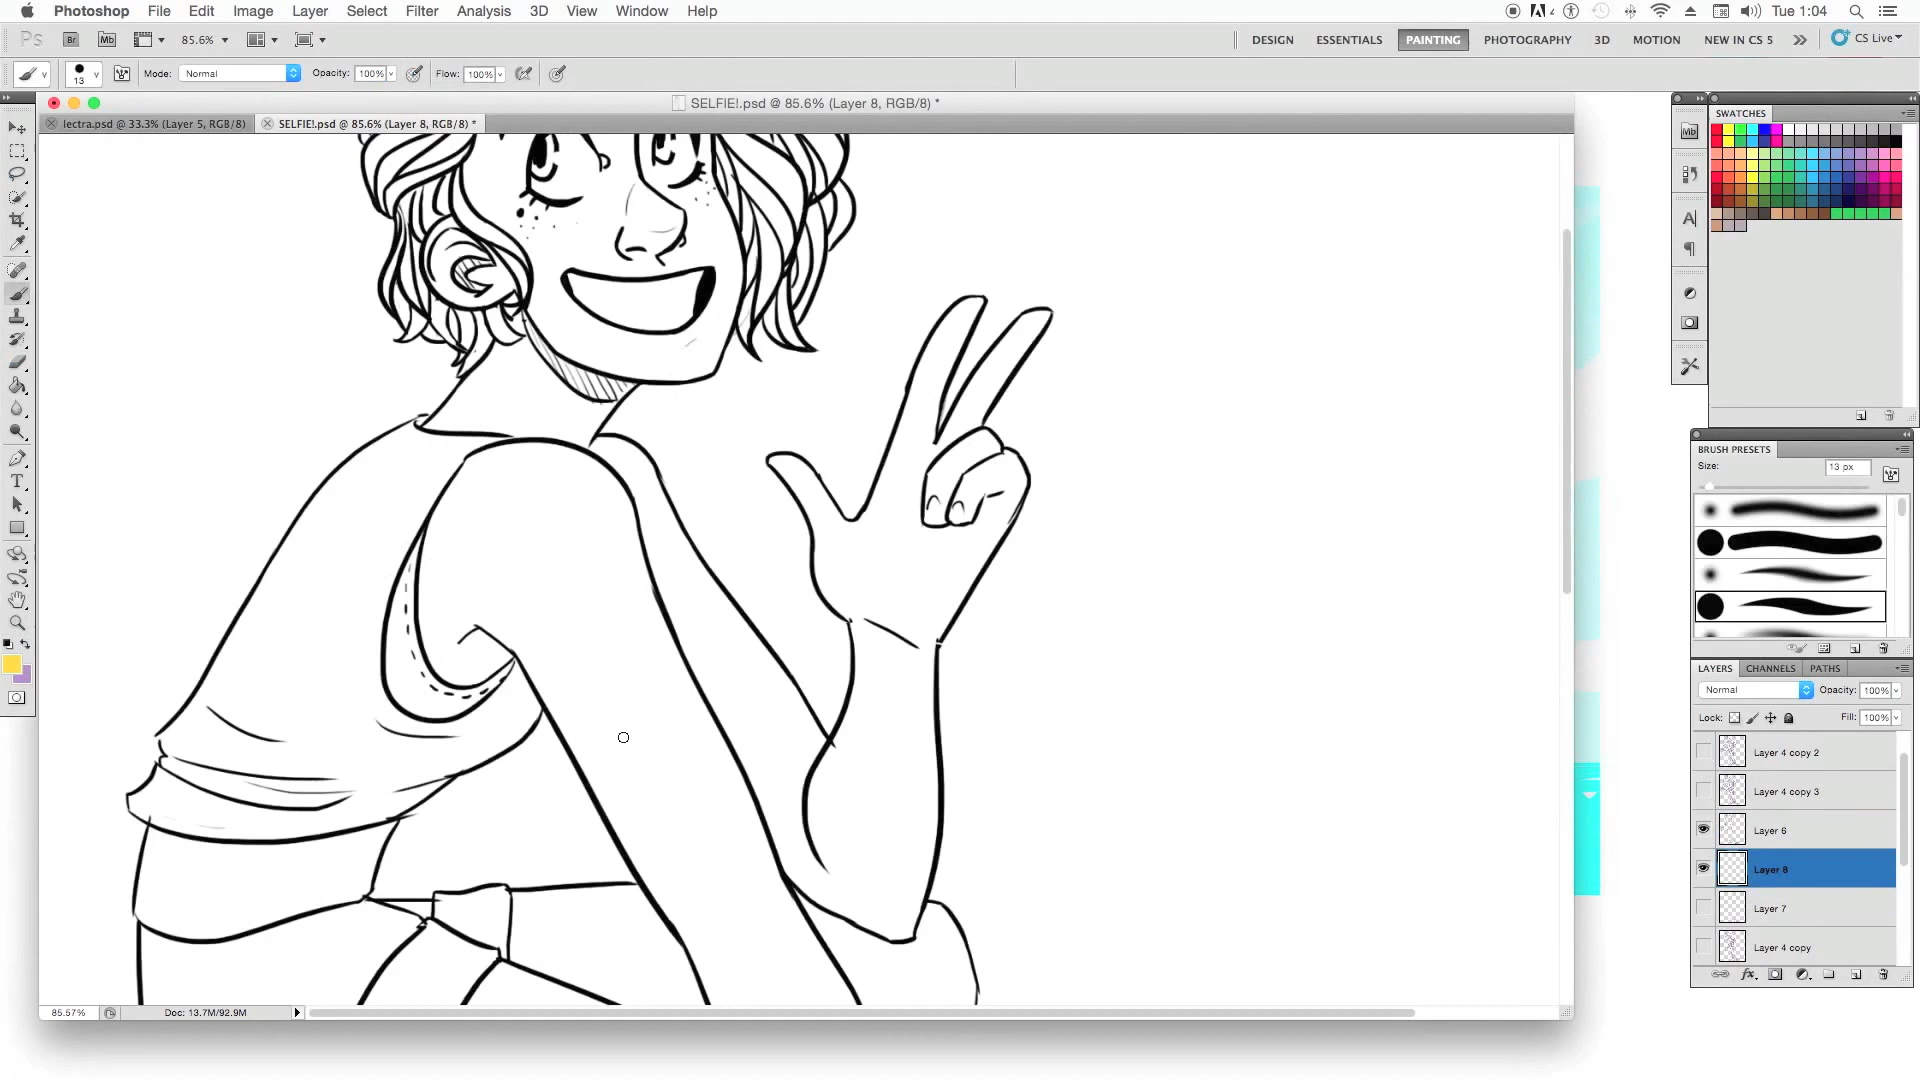 Photoshop File Edit Image Layer Select Filter Analysis 3D View Window Help Tue 1:04
Ps Br Mb 85.6% DESIGN ESSENTIALS PAINTING PHOTOGRAPHY 3D MOTION NEW IN CS 5 CS Live
13 Mode: Normal Opacity: 100% Flow: 100%
SELFIE!.psd @ 85.6% (Layer 8, RGB/8) *
lectra.psd @ 33.3% (Layer 5, RGB/8) SELFIE!.psd @ 85.6% (Layer 8, RGB/8) *
SWATCHES
Mb
BRUSH PRESETS
Size: 13 px
LAYERS CHANNELS PATHS
Normal Opacity: 100%
Lock: Fill: 100%
Layer 4 copy 2
Layer 4 copy 3
Layer 6
Layer 8
Layer 7
Layer 4 copy
85.57% Doc: 13.7M/92.9M